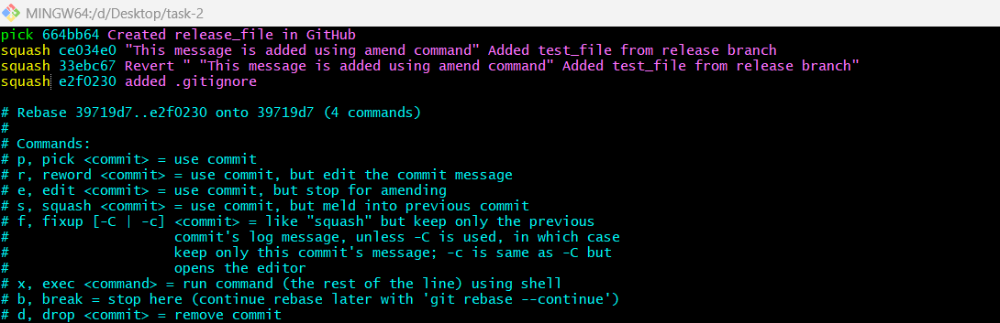 MINGW64:/d/Desktop/task-2
pick 664bb64 Created release_file in GitHub
squash ce034e0 "This message is added using amend command" Added test_file from release branch
squash 33ebc67 Revert " "This message is added using amend command" Added test_file from release branch"
squash e2f0230 added .gitignore

# Rebase 39719d7..e2f0230 onto 39719d7 (4 commands)
#
# Commands:
# p, pick <commit> = use commit
# r, reword <commit> = use commit, but edit the commit message
# e, edit <commit> = use commit, but stop for amending
# s, squash <commit> = use commit, but meld into previous commit
# f, fixup [-C | -c] <commit> = like "squash" but keep only the previous
#                    commit's log message, unless -C is used, in which case
#                    keep only this commit's message; -c is same as -C but
#                    opens the editor
# x, exec <command> = run command (the rest of the line) using shell
# b, break = stop here (continue rebase later with 'git rebase --continue')
# d, drop <commit> = remove commit